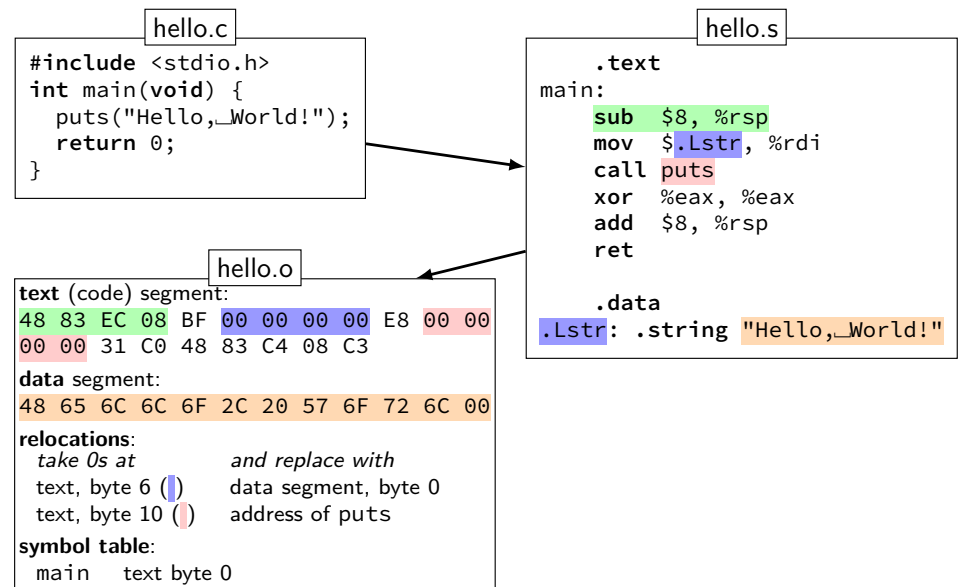 hello.c
#include <stdio.h>
int main(void) {
puts("Hello,␣World!");
return 0;
}
hello.s
.text
main:
sub $8, %rsp
mov $.Lstr, %rdi
call puts
xor %eax, %eax
add $8, %rsp
ret
.data
.Lstr: .string "Hello,␣World!"
hello.o
text (code) segment:
48 83 EC 08 BF 00 00 00 00 E8 00 00
00 00 31 C0 48 83 C4 08 C3
data segment:
48 65 6C 6C 6F 2C 20 57 6F 72 6C 00
relocations:
take 0s at and replace with
text, byte 6 ( ) data segment, byte 0
text, byte 10 ( ) address of puts
symbol table:
main text byte 0